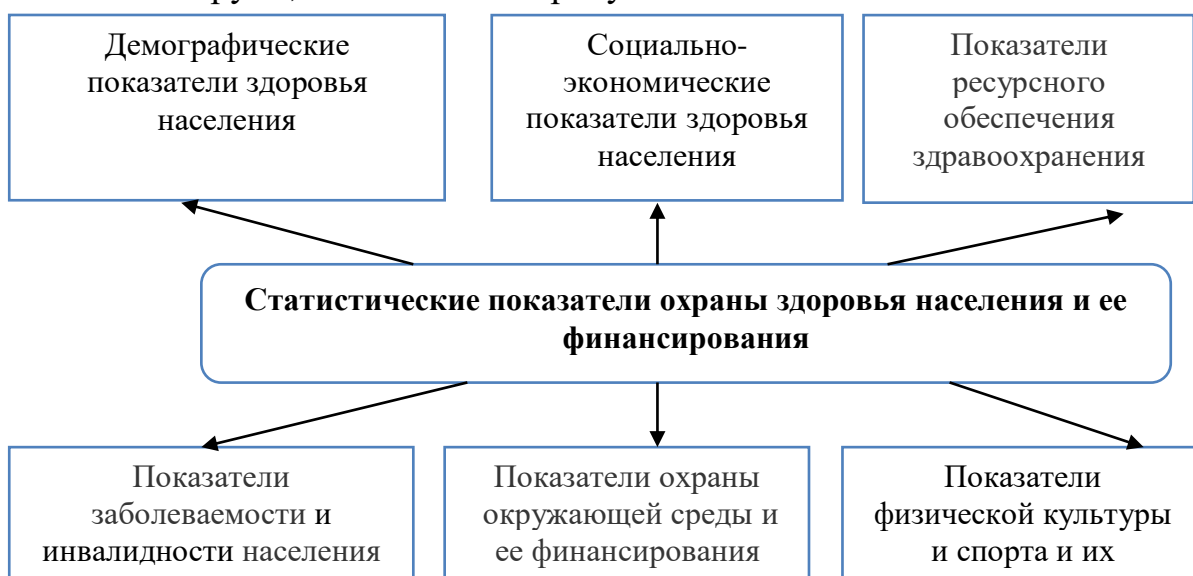 Демографические
показатели здоровья
населения
Социально-
экономические
показатели здоровья
населения
Показатели
ресурсного
обеспечения
здравоохранения
Статистические показатели охраны здоровья населения и ее
финансирования
Показатели
заболеваемости и
инвалидности населения
Показатели охраны
окружающей среды и
ее финансирования
Показатели
физической культуры
и спорта и их